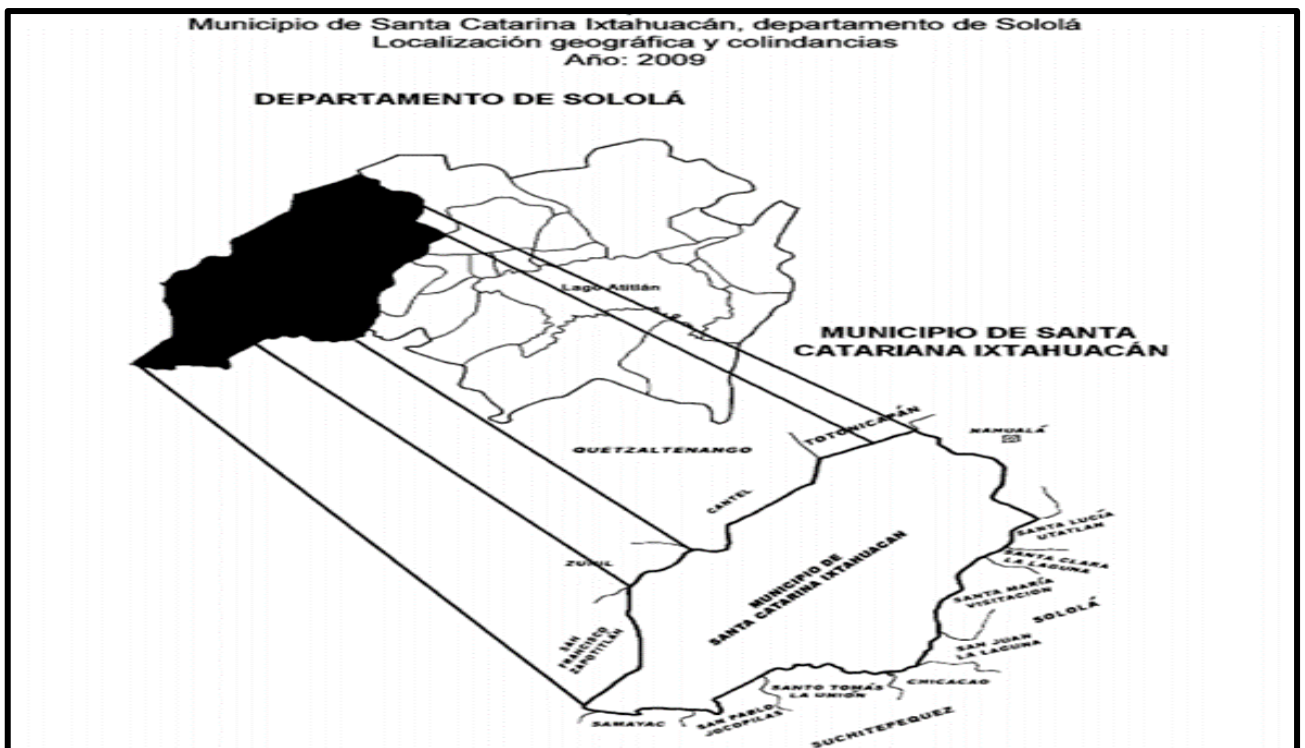 Municipio de Santa Catarina Ixtahuacán, departamento de Sololá
Localización geográfica y colindancias
Año: 2009
DEPARTAMENTO DE SOLOLÁ
Lago Atitlán
MUNICIPIO DE SANTA
CATARIANA IXTAHUACÁN
TOTONICAPÁN
NAHUALÁ
QUETZALTENANGO
CANTEL
SANTA LUCÍA
UTATLAN
ZUNIL
SANTA CLARA
LA LAGUNA
MUNICIPIO DE
SANTA CATARINA IXTAHUACAN
SANTA MARÍA
VISITACION
SOLOLÁ
SAN
FRANCISCO
ZAPOTITLÁN
SAN JUAN
LA LAGUNA
CHICACAO
SANTO TOMÁS
LA UNIÓN
SAMAYAC
SAN PABLO
JOCOPILAS
SUCHITEPEQUEZ